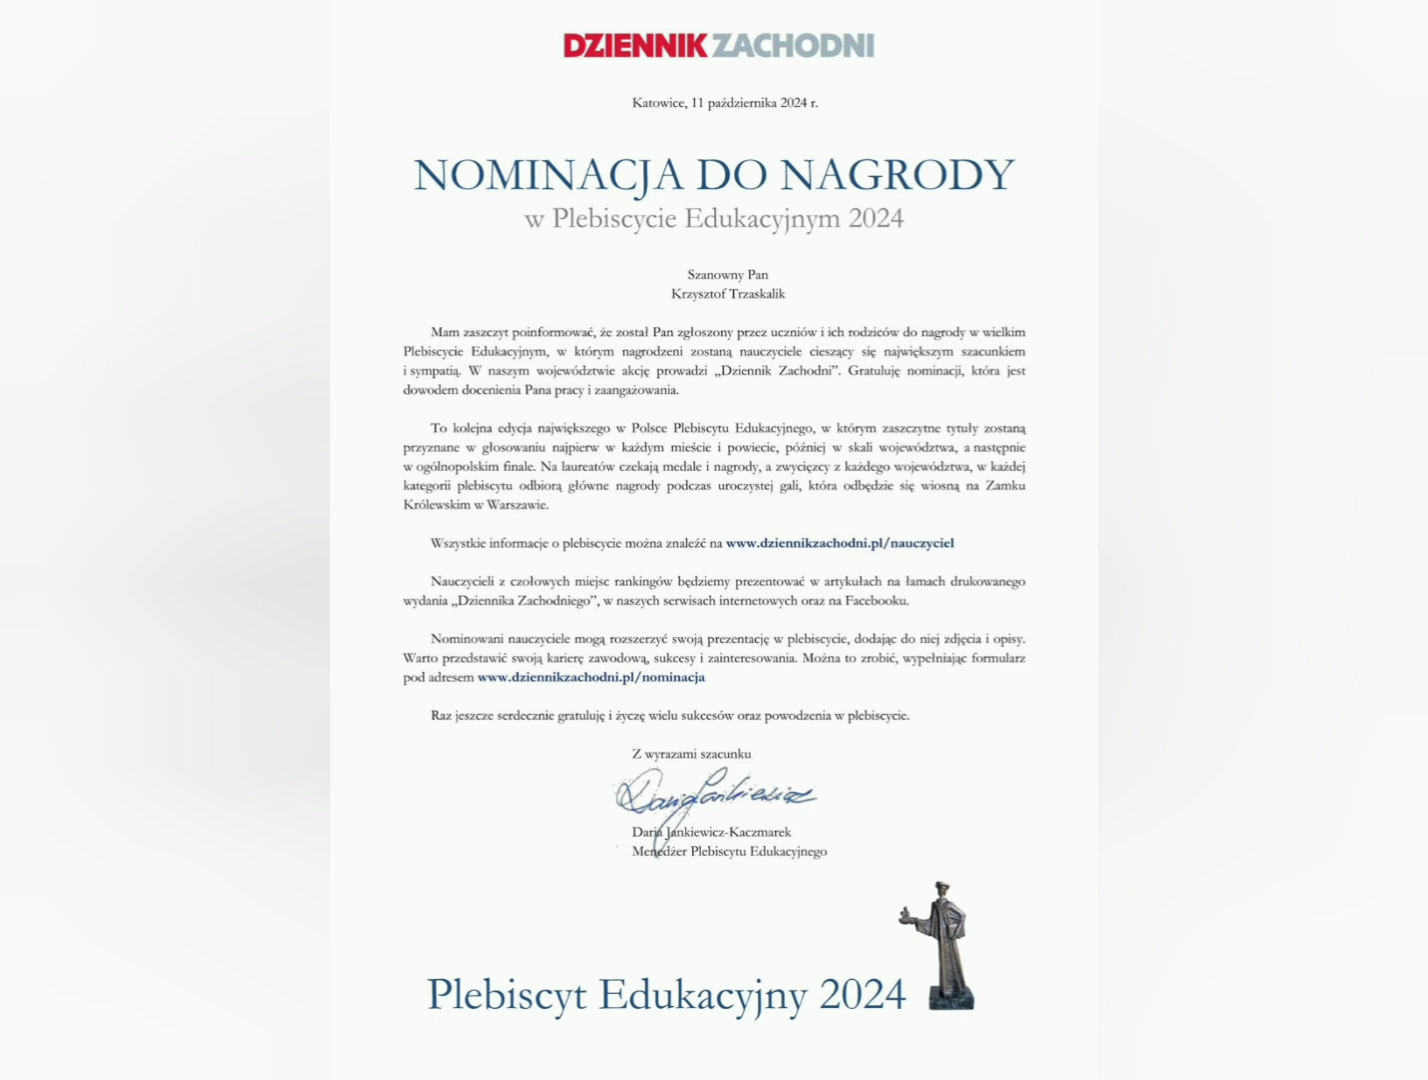 DZIENNIK ZACHODNI
Katowice, 11 października 2024 r.
NOMINACJA DO NAGRODY
w Plebiscycie Edukacyjnym 2024
Szanowny Pan
Krzysztof Trzaskalik
Mam zaszczyt poinformować, że został Pan zgłoszony przez uczniów i ich rodziców do nagrody w wielkim
Plebiscycie Edukacyjnym, w którym nagrodzeni zostaną nauczyciele cieszący się największym szacunkiem
i sympatią. W naszym województwie akcję prowadzi „Dziennik Zachodni”. Gratuluję nominacji, która jest
dowodem docenienia Pana pracy i zaangażowania.
To kolejna edycja największego w Polsce Plebiscytu Edukacyjnego, w którym zaszczytne tytuły zostaną
przyznane w głosowaniu najpierw w każdym mieście i powiecie, później w skali województwa, a następnie
w ogólnopolskim finale. Na laureatów czekają medale i nagrody, a zwycięzcy z każdego województwa, w każdej
kategorii plebiscytu odbiorą główne nagrody podczas uroczystej gali, która odbędzie się wiosną na Zamku
Królewskim w Warszawie.
Wszystkie informacje o plebiscycie można znaleźć na www.dziennikzachodni.pl/nauczyciel
Nauczycieli z czołowych miejsc rankingów będziemy prezentować w artykułach na łamach drukowanego
wydania „Dziennika Zachodniego”, w naszych serwisach internetowych oraz na Facebooku.
Nominowani nauczyciele mogą rozszerzyć swoją prezentację w plebiscycie, dodając do niej zdjęcia i opisy.
Warto przedstawić swoją karierę zawodową, sukcesy i zainteresowania. Można to zrobić, wypełniając formularz
pod adresem www.dziennikzachodni.pl/nominacja
Raz jeszcze serdecznie gratuluję i życzę wielu sukcesów oraz powodzenia w plebiscycie.
Z wyrazami szacunku
Daria Jankiewicz-Kaczmarek
Menedżer Plebiscytu Edukacyjnego
Plebiscyt Edukacyjny 2024